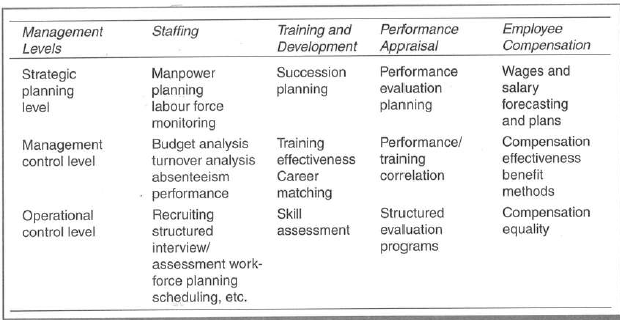 Management Levels Staffing Training and Development Performance Appraisal Employee Compensation
Strategic planning level Manpower planning labour force monitoring Succession planning Performance evaluation planning Wages and salary forecasting and plans
Management control level Budget analysis turnover analysis absenteeism performance Training effectiveness Career matching Performance/ training correlation Compensation effectiveness benefit methods
Operational control level Recruiting structured interview/ assessment work-force planning scheduling, etc. Skill assessment Structured evaluation programs Compensation equality